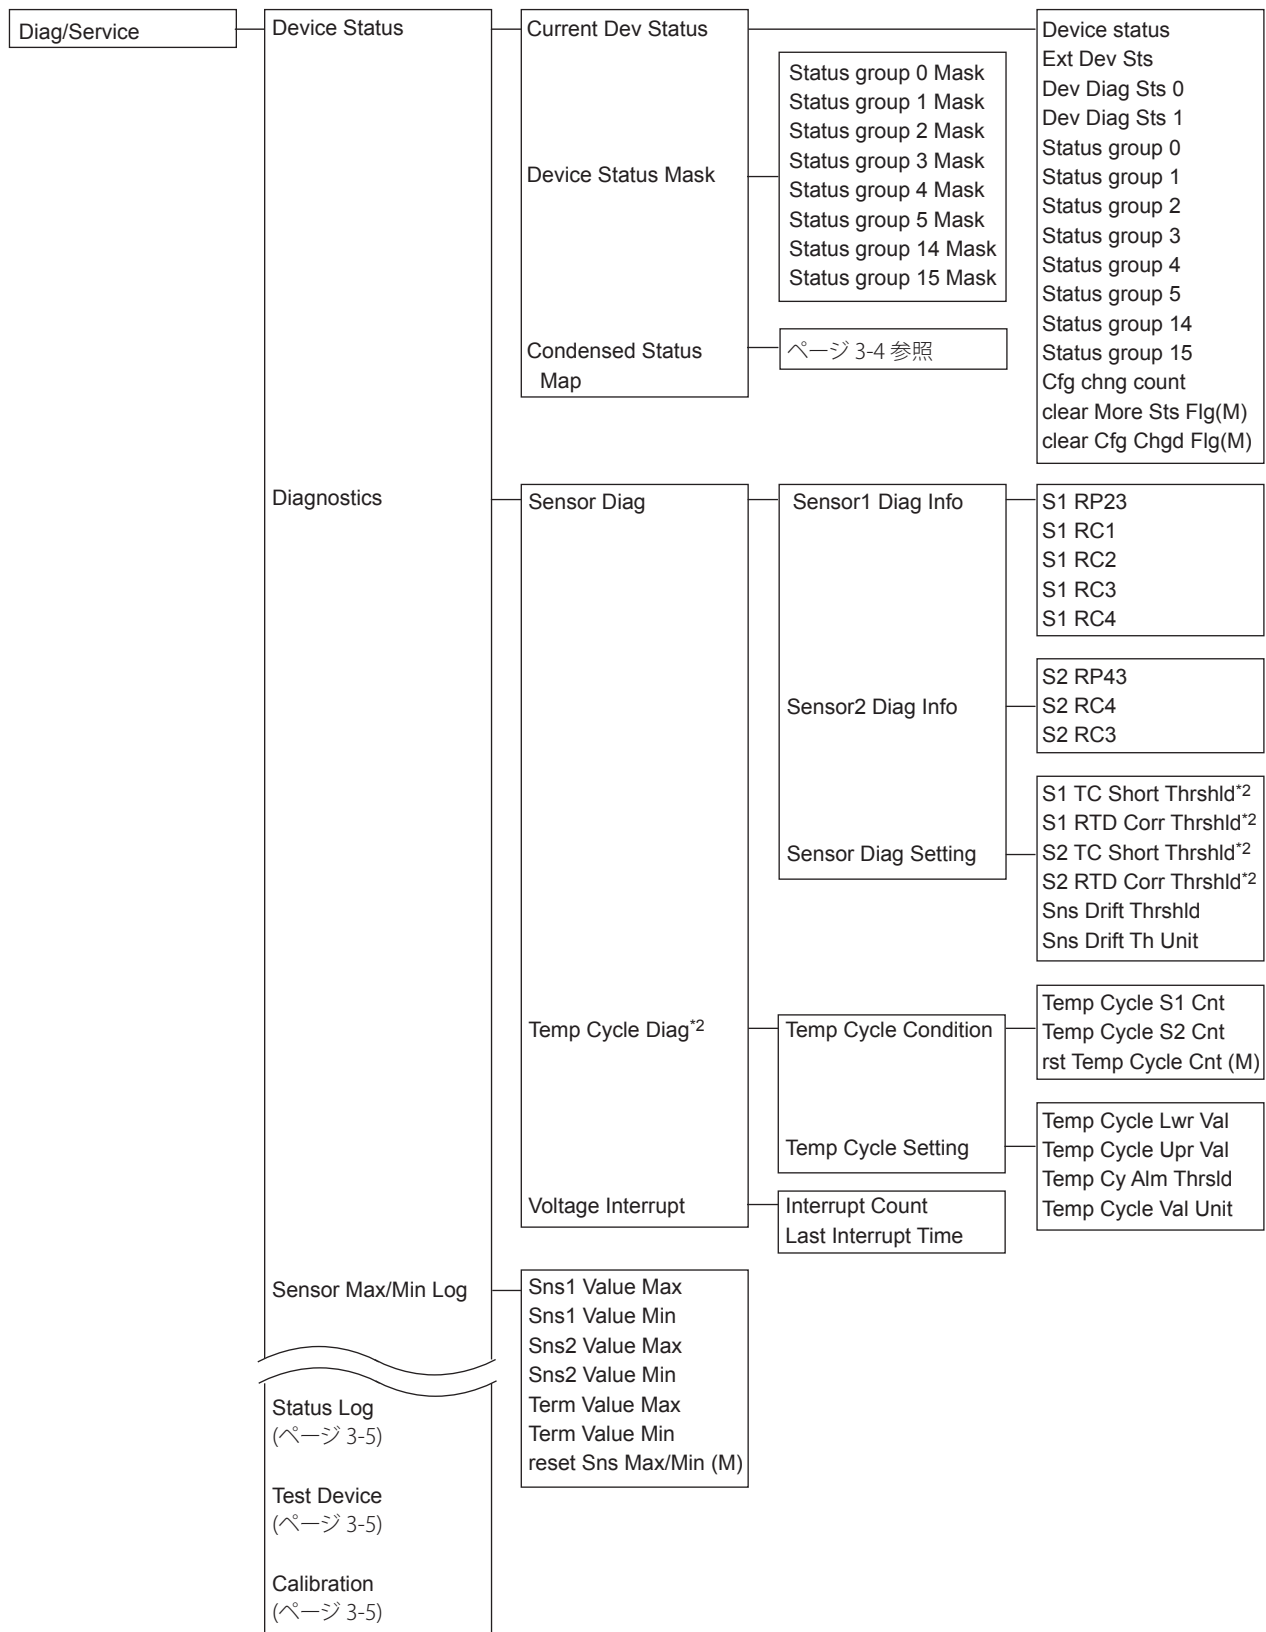 Diag/Service
Device Status
Current Dev Status
Device status
Ext Dev Sts
Dev Diag Sts 0
Dev Diag Sts 1
Status group 0
Status group 1
Status group 2
Status group 3
Status group 4
Status group 5
Status group 14
Status group 15
Cfg chng count
clear More Sts Flg(M)
clear Cfg Chgd Flg(M)
Device Status Mask
Status group 0 Mask
Status group 1 Mask
Status group 2 Mask
Status group 3 Mask
Status group 4 Mask
Status group 5 Mask
Status group 14 Mask
Status group 15 Mask
Condensed Status
Map
ページ 3-4 参照
Diagnostics
Sensor Diag
Sensor1 Diag Info
S1 RP23
S1 RC1
S1 RC2
S1 RC3
S1 RC4
Sensor2 Diag Info
S2 RP43
S2 RC4
S2 RC3
Sensor Diag Setting
S1 TC Short Thrshld*2
S1 RTD Corr Thrshld*2
S2 TC Short Thrshld*2
S2 RTD Corr Thrshld*2
Sns Drift Thrshld
Sns Drift Th Unit
Temp Cycle Diag*2
Temp Cycle Condition
Temp Cycle S1 Cnt
Temp Cycle S2 Cnt
rst Temp Cycle Cnt (M)
Temp Cycle Setting
Temp Cycle Lwr Val
Temp Cycle Upr Val
Temp Cy Alm Thrsld
Temp Cycle Val Unit
Voltage Interrupt
Interrupt Count
Last Interrupt Time
Sensor Max/Min Log
Sns1 Value Max
Sns1 Value Min
Sns2 Value Max
Sns2 Value Min
Term Value Max
Term Value Min
reset Sns Max/Min (M)
Status Log
(ページ 3-5)
Test Device
(ページ 3-5)
Calibration
(ページ 3-5)